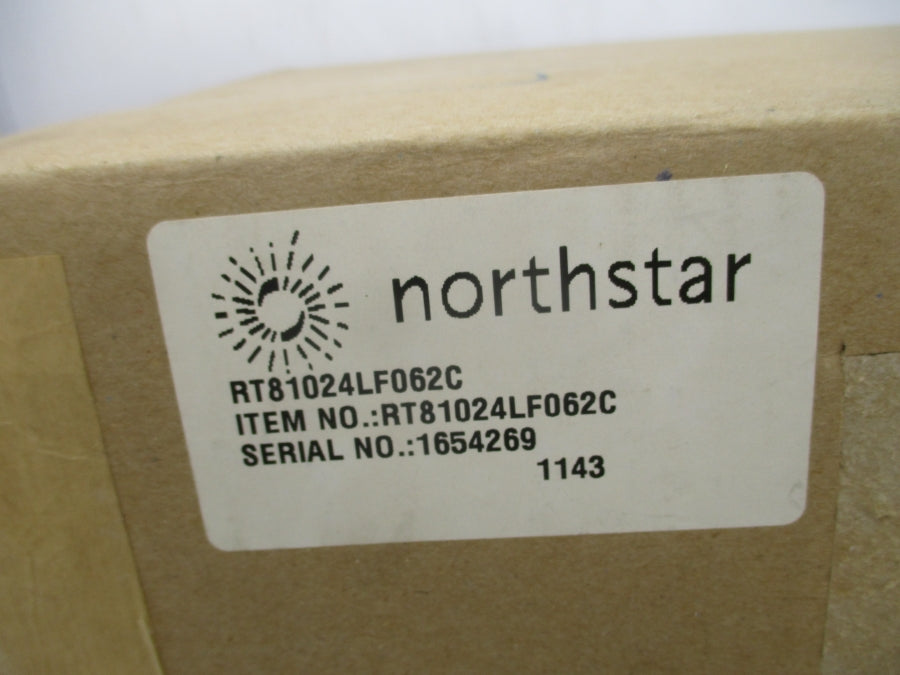 northstar
RT81024LF062C
ITEM NO.:RT81024LF062C
SERIAL NO.:1654269
1143